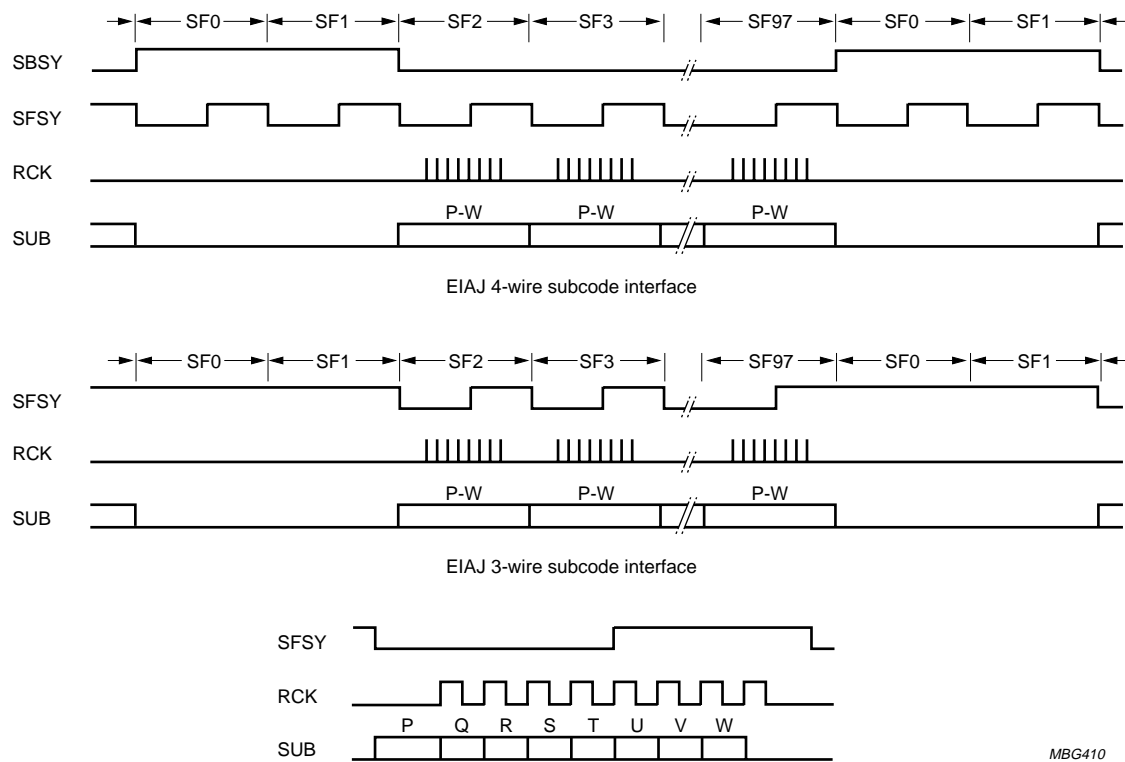 SF0 SF1 SF2 SF3 SF97 SF0 SF1
SBSY
SFSY
RCK
P-W P-W P-W
SUB
EIAJ 4-wire subcode interface
SF0 SF1 SF2 SF3 SF97 SF0 SF1
SFSY
RCK
P-W P-W P-W
SUB
EIAJ 3-wire subcode interface
SFSY
RCK
P Q R S T U V W
SUB
MBG410